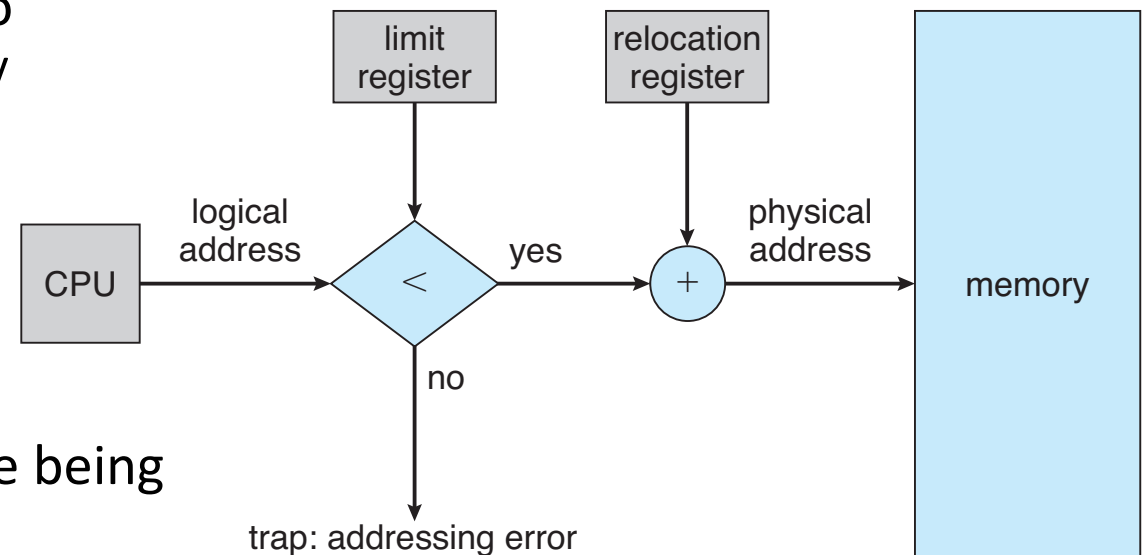 limit
register
relocation
register
logical
address
physical
address
CPU
<
yes
+
memory
no
e being
trap: addressing error